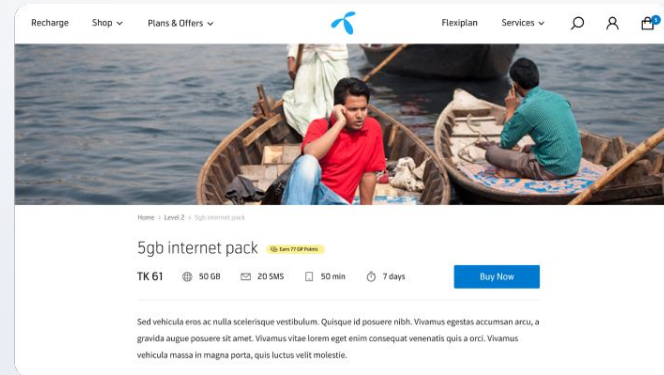 Recharge Shop Plans & Offers Flexiplan Services
Home > Level 2 > 5gb internet pack
5gb internet pack Earn 77 GP Points
TK 61 50 GB 20 SMS 50 min 7 days Buy Now
Sed vehicula eros ac nulla scelerisque vestibulum. Quisque id posuere nibh. Vivamus egestas accumsan arcu, a
gravida augue posuere sit amet. Vivamus vitae lorem eget enim consequat venenatis quis a orci. Vivamus
vehicula massa in magna porta, quis luctus velit molestie.